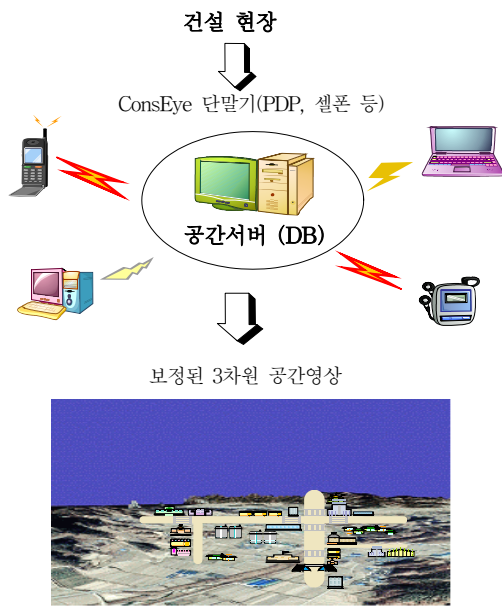 건설 현장
ConsEye 단말기(PDP, 셀폰 등)
공간서버 (DB)
보정된 3차원 공간영상